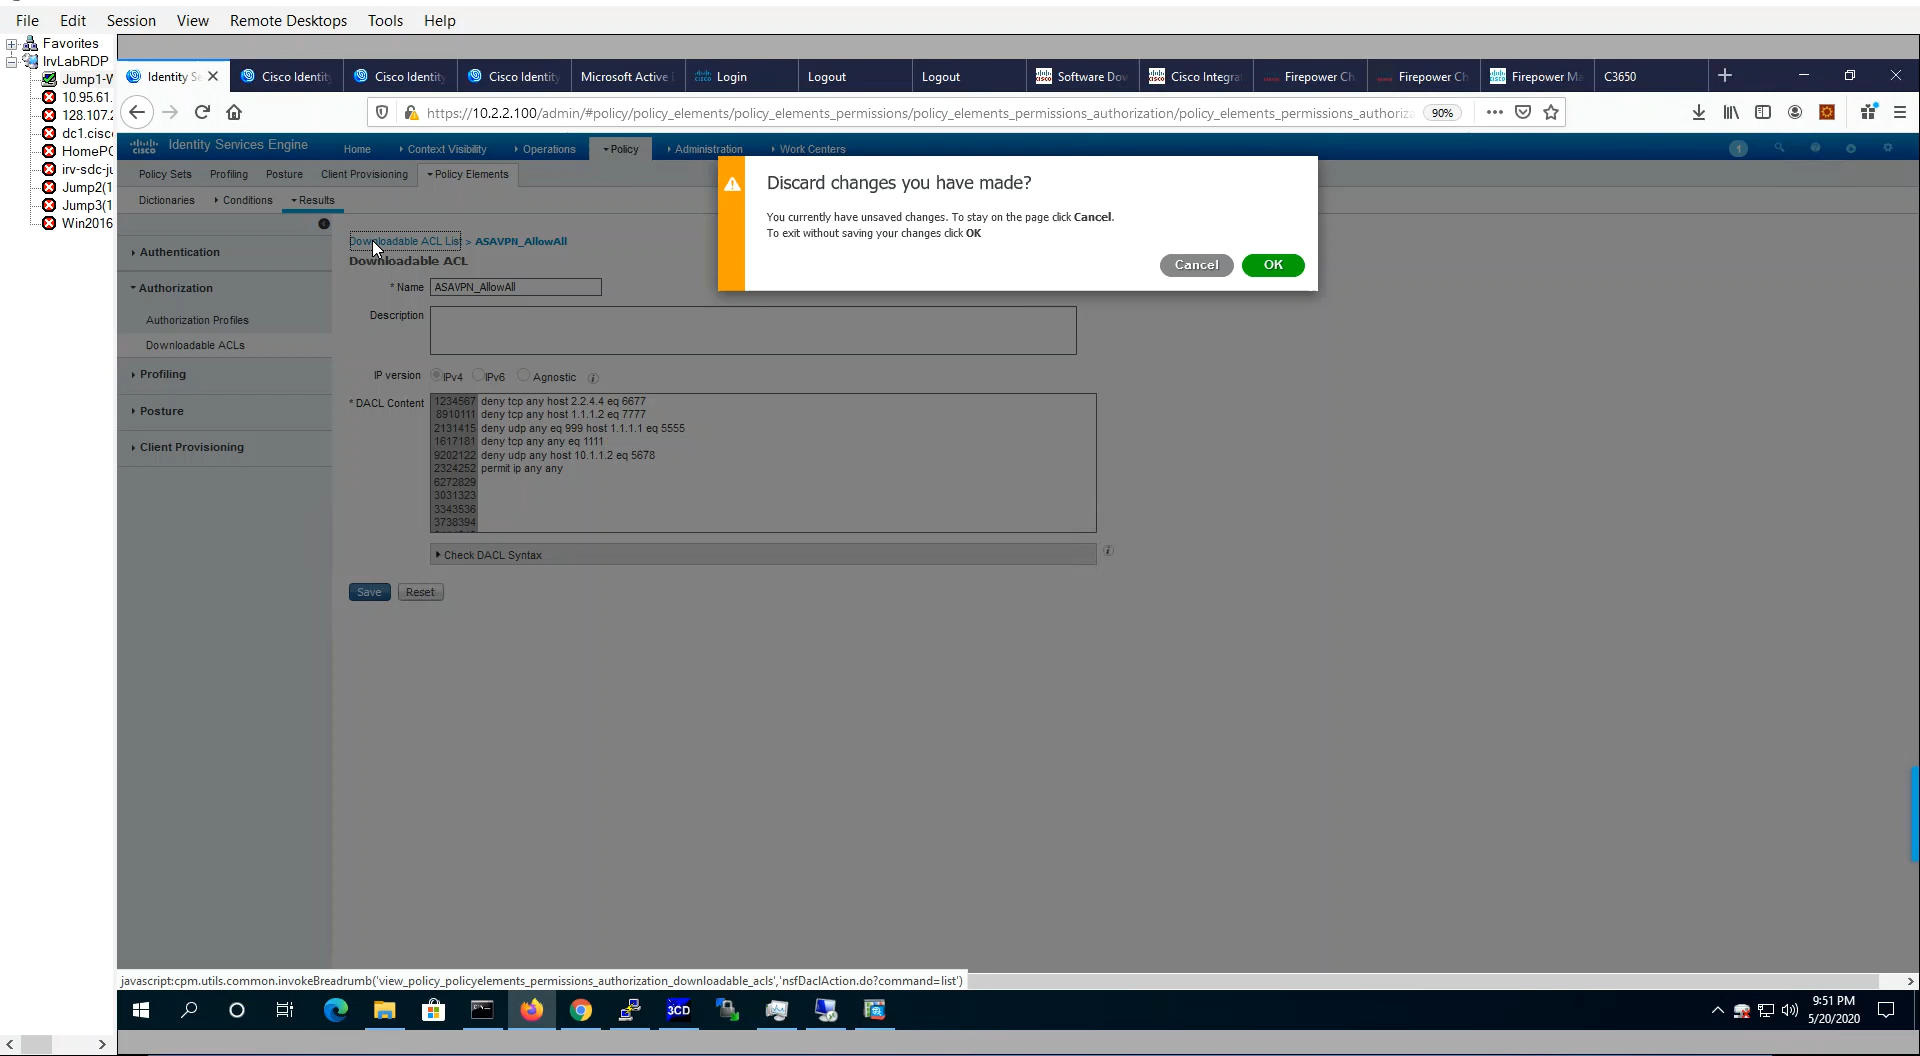 File Edit Session View Remote Desktops Tools Help
Favorites
IrvLabRDP
Jump1-W
10.95.61.
128.107.2
dc1.cisc
HomePC
irv-sdc-ju
Jump2(1
Jump3(1
Win2016
Identity Se
Cisco Identit
Cisco Identit
Cisco Identit
Microsoft Active
Login
Logout
Logout
Software Dov
Cisco Integra
Firepower Ch
Firepower Ch
Firepower Ma
C3650
https://10.2.2.100/admin/#policy/policy_elements/policy_elements_permissions/policy_elements_permissions_authorization/policy_elements_permissions_authoriza
90%
cisco Identity Services Engine Home Context Visibility Operations Policy Administration Work Centers 1
Policy Sets Profiling Posture Client Provisioning Policy Elements
Dictionaries Conditions Results
Authentication
Authorization
Authorization Profiles
Downloadable ACLs
Profiling
Posture
Client Provisioning
Discard changes you have made?
You currently have unsaved changes. To stay on the page click Cancel.
To exit without saving your changes click OK
Cancel OK
Downloadable ACL List > ASAVPN_AllowAll
Downloadable ACL
* Name ASAVPN_AllowAll
Description
IP version IPv4 IPv6 Agnostic i
* DACL Content
1234567 deny tcp any host 2.2.4.4 eq 6677
8910111 deny tcp any host 1.1.1.2 eq 7777
2131415 deny udp any eq 999 host 1.1.1.1 eq 5555
1617181 deny tcp any any eq 1111
9202122 deny udp any host 10.1.1.2 eq 5678
2324252 permit ip any any
6272829
3031323
3343536
3738394
Check DACL Syntax i
Save Reset
javascript:cpm.utils.common.invokeBreadrumb('view_policy_policyelements_permissions_authorization_downloadable_acls','nsfDaclAction.do?command=list')
3CD
9:51 PM
5/20/2020